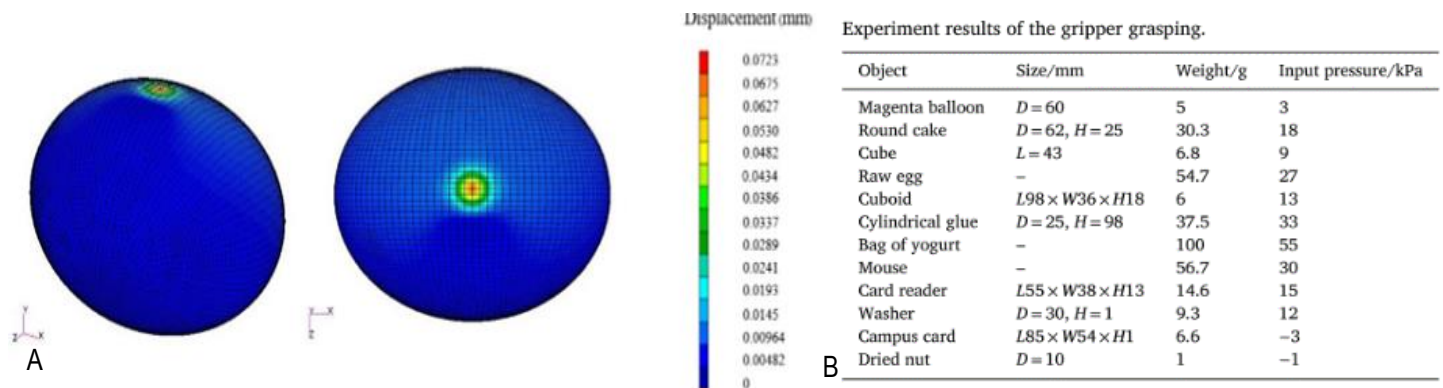 Displacement (mm)
0.0723
0.0675
0.0627
0.0530
0.0482
0.0434
0.0386
0.0337
0.0289
0.0241
0.0193
0.0145
0.00964
0.00482
0
Y
Z X
A
X
Z
Experiment results of the gripper grasping.
Object Size/mm Weight/g Input pressure/kPa
Magenta balloon D = 60 5 3
Round cake D = 62, H = 25 30.3 18
Cube L = 43 6.8 9
Raw egg – 54.7 27
Cuboid L98 × W36 × H18 6 13
Cylindrical glue D = 25, H = 98 37.5 33
Bag of yogurt – 100 55
Mouse – 56.7 30
Card reader L55 × W38 × H13 14.6 15
Washer D = 30, H = 1 9.3 12
Campus card L85 × W54 × H1 6.6 −3
Dried nut D = 10 1 −1
B